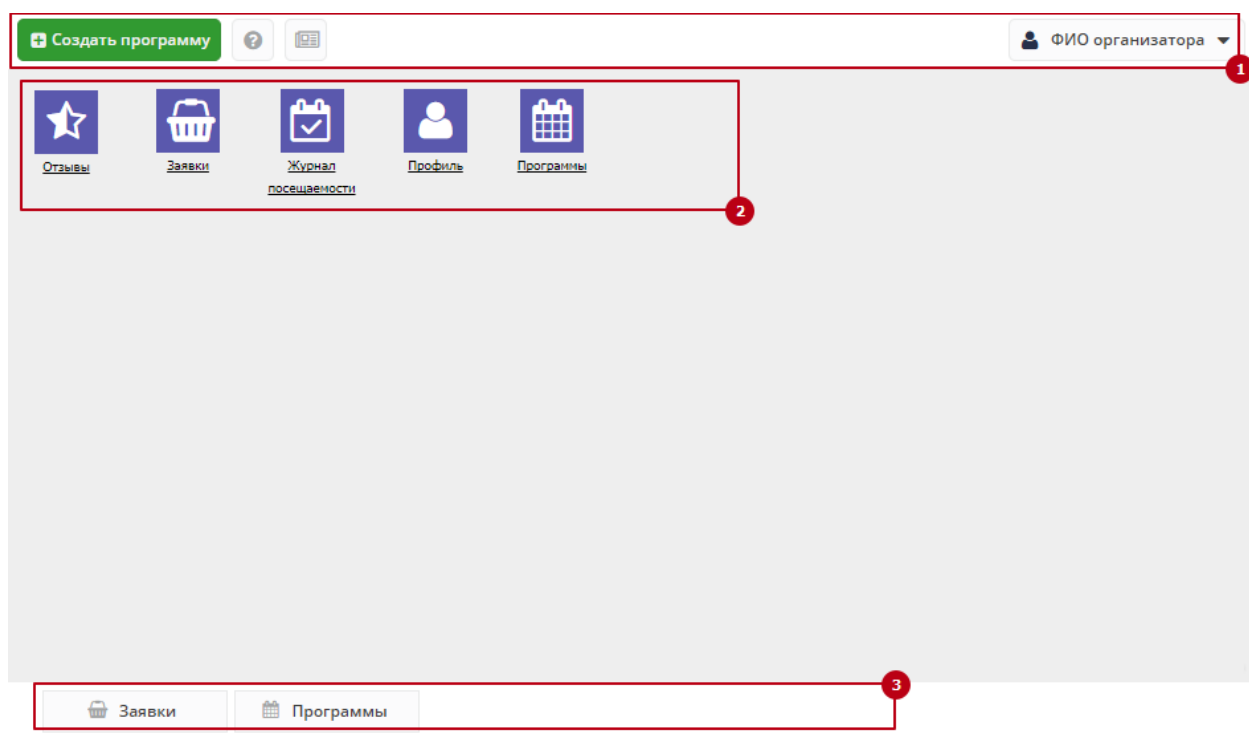 Создать программу
ФИО организатора
1
Отзывы
Заявки
Журнал
посещаемости
Профиль
Программы
2
3
Заявки
Программы